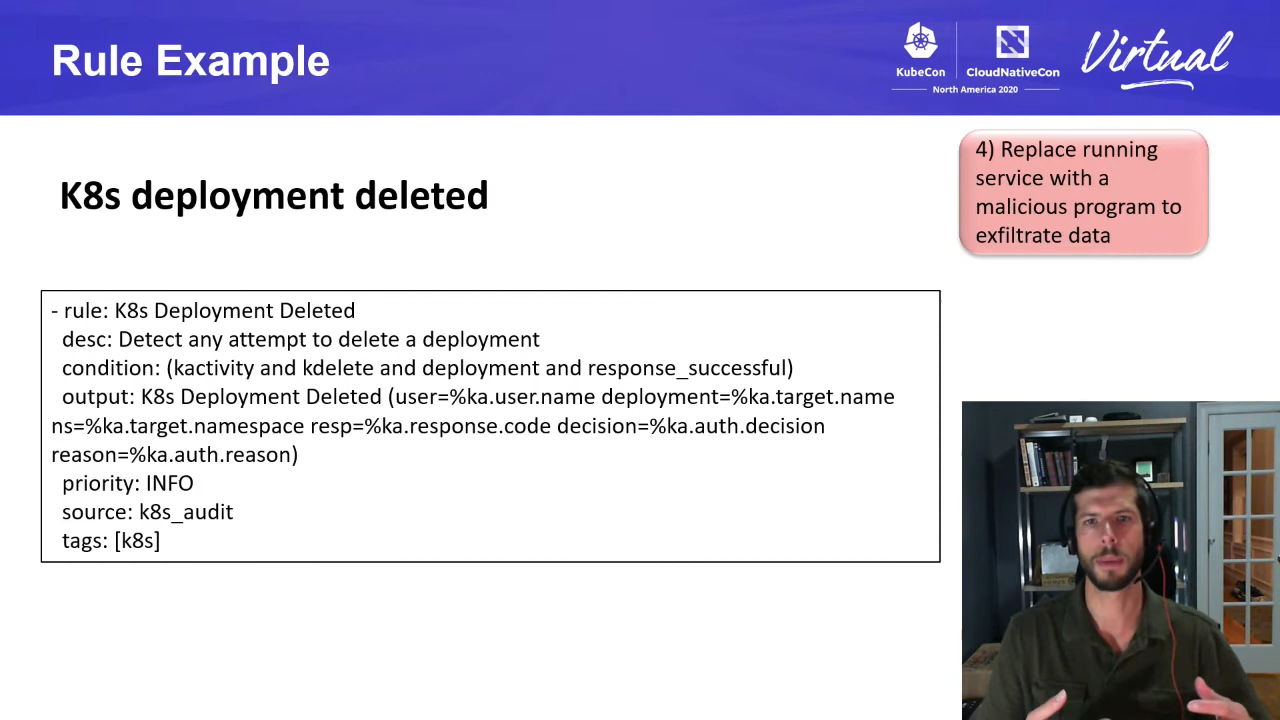 Rule Example
KubeCon
CloudNativeCon
North America 2020
Virtual
K8s deployment deleted
4) Replace running
service with a
malicious program to
exfiltrate data
- rule: K8s Deployment Deleted
desc: Detect any attempt to delete a deployment
condition: (kactivity and kdelete and deployment and response_successful)
output: K8s Deployment Deleted (user=%ka.user.name deployment=%ka.target.name
ns=%ka.target.namespace resp=%ka.response.code decision=%ka.auth.decision
reason=%ka.auth.reason)
priority: INFO
source: k8s_audit
tags: [k8s]